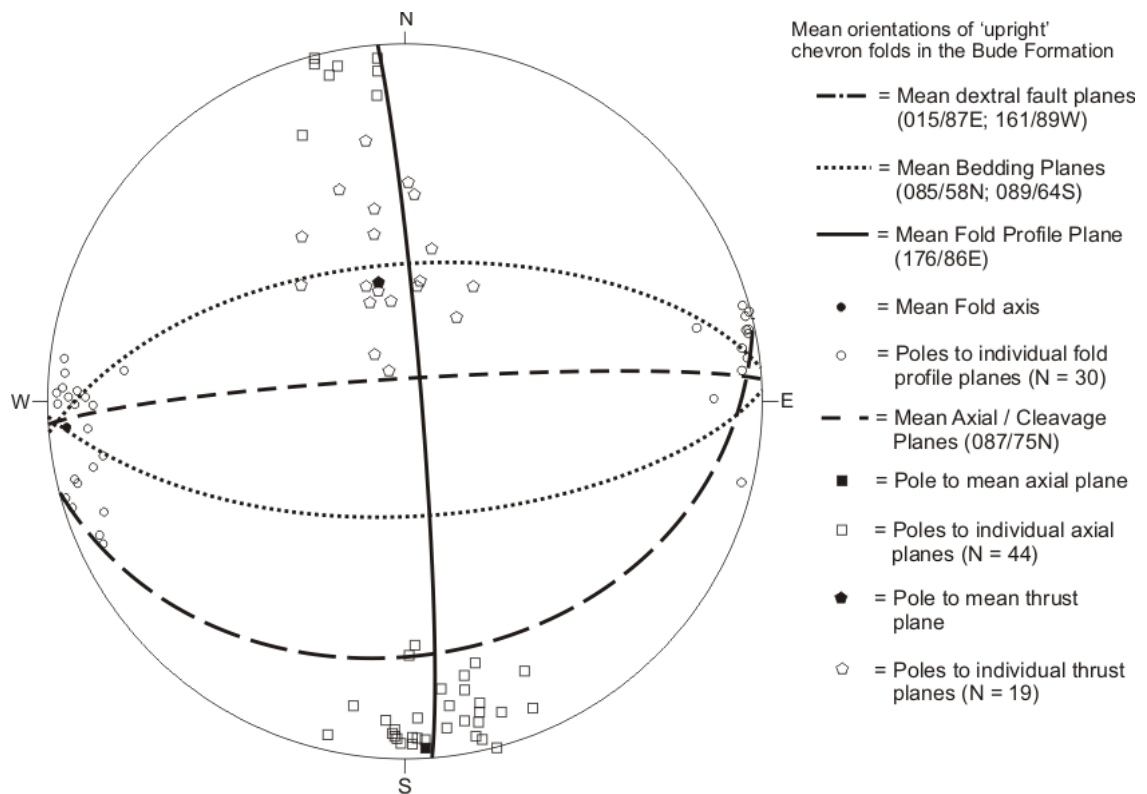 N
W
E
S
Mean orientations of ‘upright’
chevron folds in the Bude Formation
= Mean dextral fault planes
(015/87E; 161/89W)
= Mean Bedding Planes
(085/58N; 089/64S)
= Mean Fold Profile Plane
(176/86E)
= Mean Fold axis
= Poles to individual fold
profile planes (N = 30)
= Mean Axial / Cleavage
Planes (087/75N)
= Pole to mean axial plane
= Poles to individual axial
planes (N = 44)
= Pole to mean thrust
plane
= Poles to individual thrust
planes (N = 19)